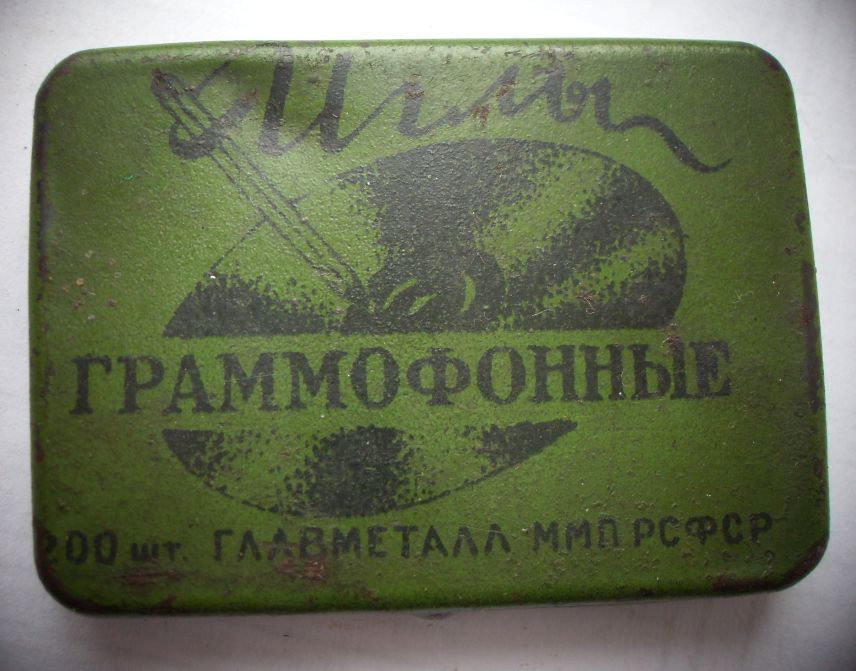 Иглы
ГРАММОФОННЫЕ
200 шт. ГЛАВМЕТАЛЛ ММП РСФСР